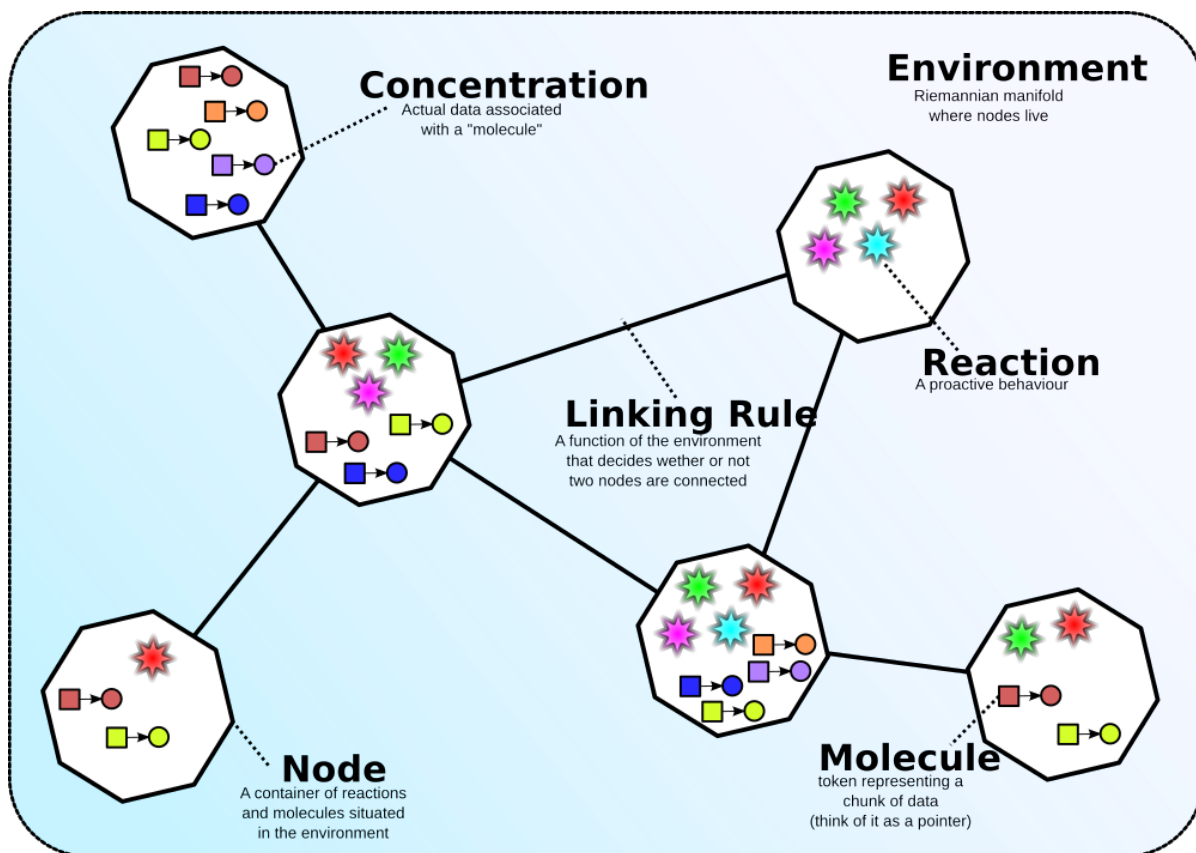 Concentration
Actual data associated
with a "molecule"
Environment
Riemannian manifold
where nodes live
Reaction
A proactive behaviour
Linking Rule
A function of the environment
that decides wether or not
two nodes are connected
Node
A container of reactions
and molecules situated
in the environment
Molecule
token representing a
chunk of data
(think of it as a pointer)